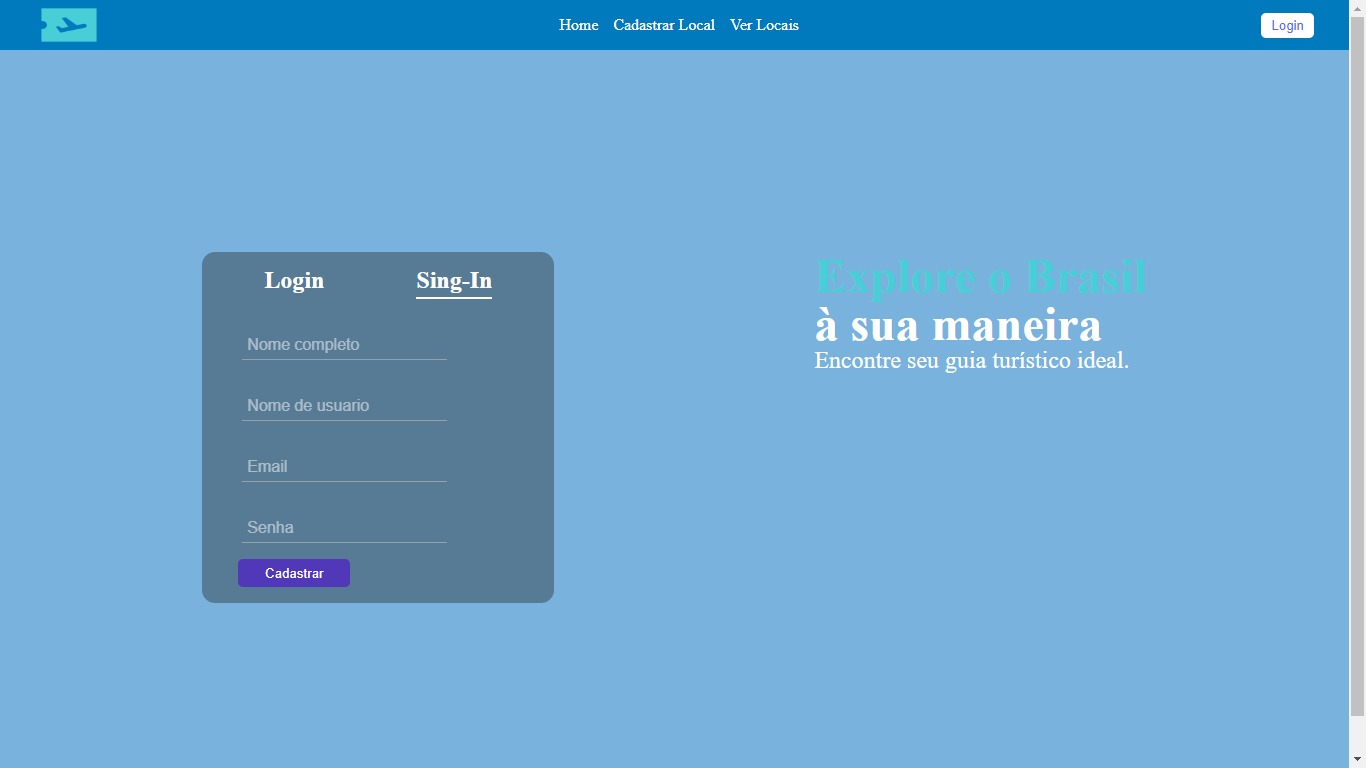 Home Cadastrar Local Ver Locais Login
Login Sing-In
Nome completo
Nome de usuario
Email
Senha
Cadastrar
Explore o Brasil
à sua maneira
Encontre seu guia turístico ideal.